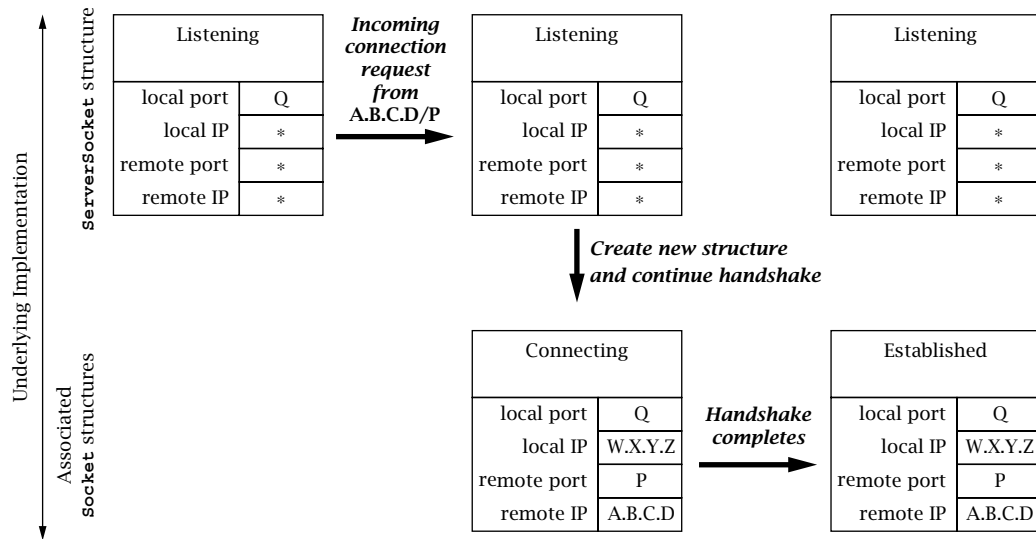 Underlying Implementation
ServerSocket structure
Listening
local port Q
local IP *
remote port *
remote IP *
Incoming
connection
request
from
A.B.C.D/P
Listening
local port Q
local IP *
remote port *
remote IP *
Listening
local port Q
local IP *
remote port *
remote IP *
Create new structure
and continue handshake
Associated
Socket structures
Connecting
local port Q
local IP W.X.Y.Z
remote port P
remote IP A.B.C.D
Handshake
completes
Established
local port Q
local IP W.X.Y.Z
remote port P
remote IP A.B.C.D